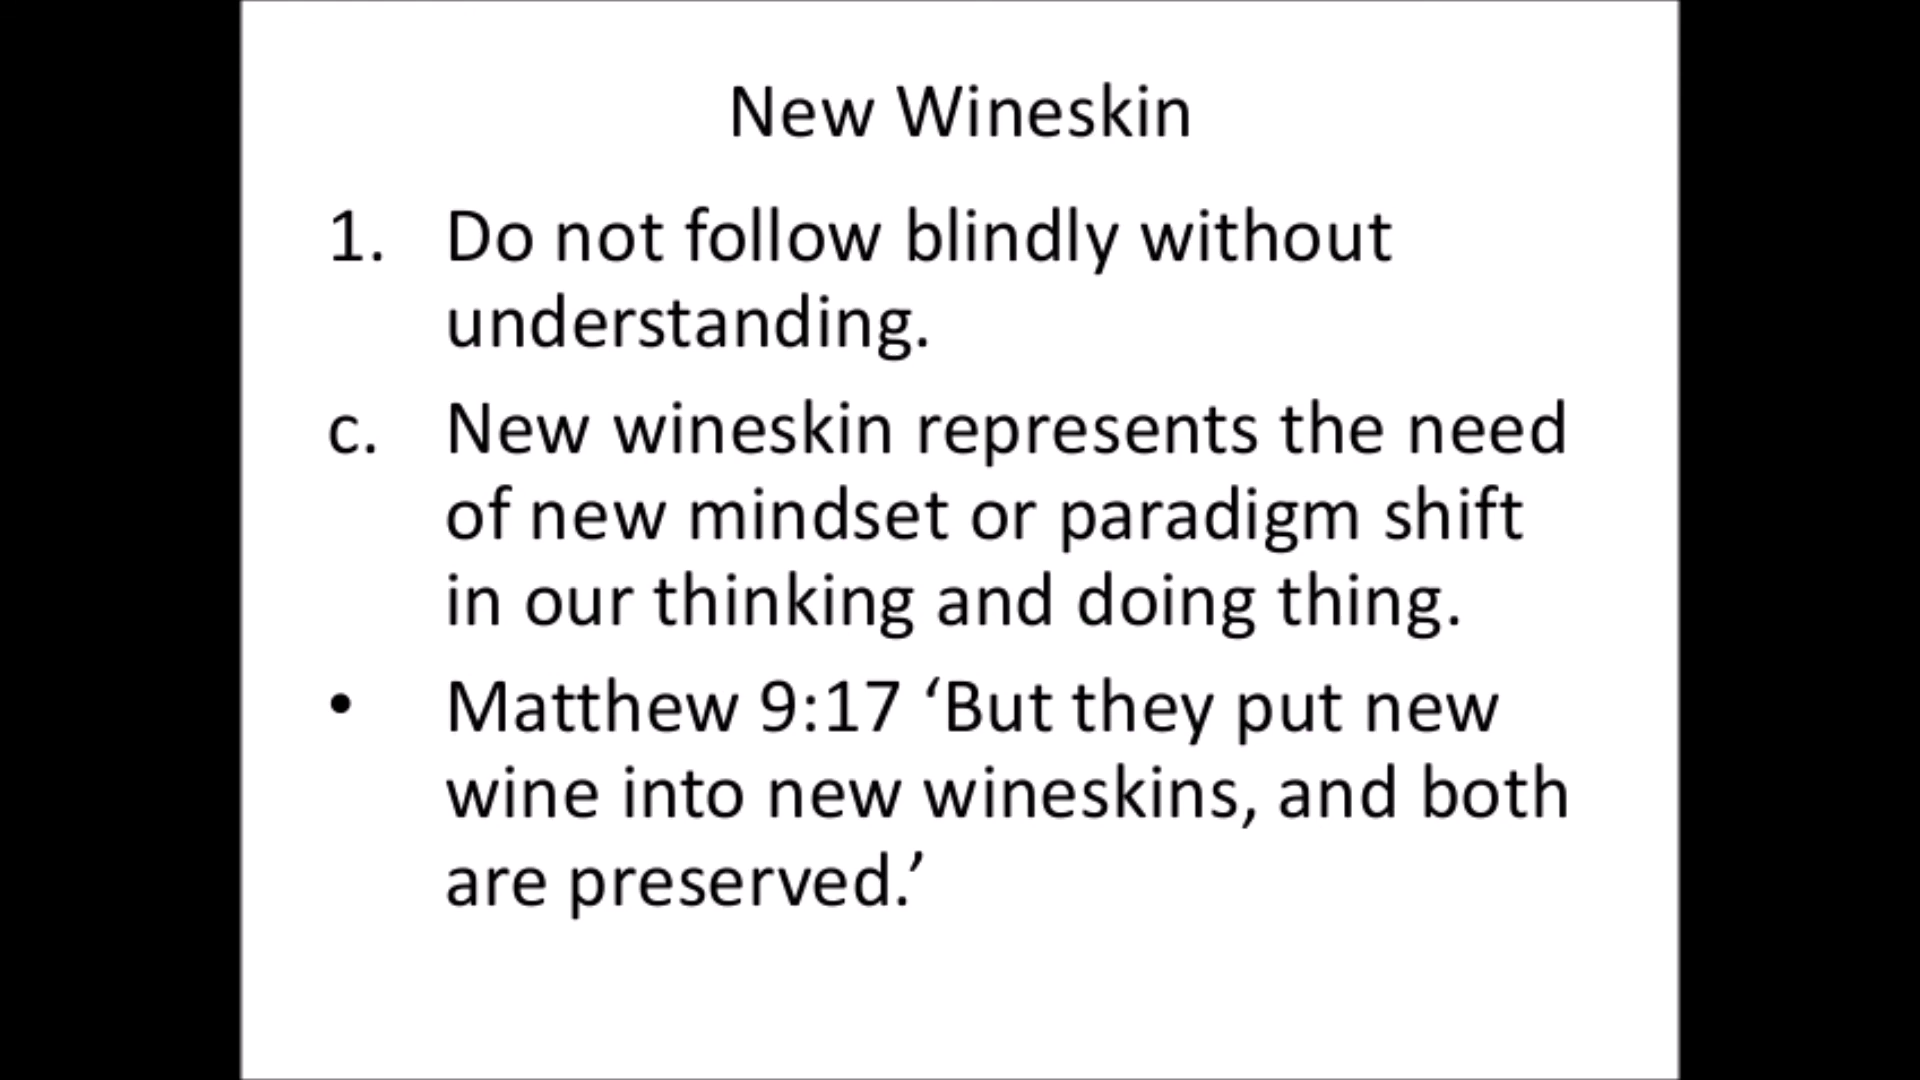 New Wineskin
1. Do not follow blindly without
understanding.
c. New wineskin represents the need
of new mindset or paradigm shift
in our thinking and doing thing.
• Matthew 9:17 ‘But they put new
wine into new wineskins, and both
are preserved.’